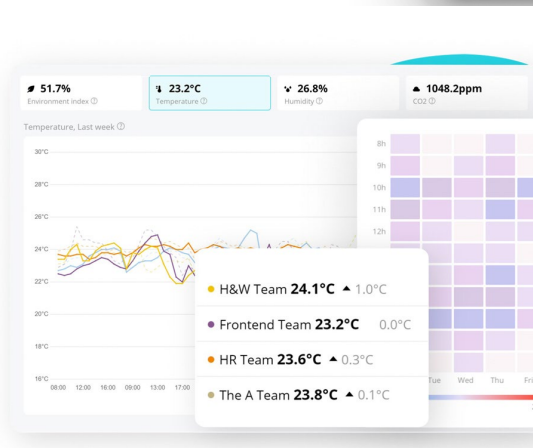 51.7%
Environment index
23.2°C
Temperature
26.8%
Humidity
1048.2ppm
CO2
Temperature, Last week
30°C
28°C
26°C
24°C
22°C
20°C
18°C
16°C
08:00 12:00 16:00 09:00 13:00 17:00
8h
9h
10h
11h
12h
Tue Wed Thu Fri
H&W Team 24.1°C ▲ 1.0°C
Frontend Team 23.2°C 0.0°C
HR Team 23.6°C ▲ 0.3°C
The A Team 23.8°C ▲ 0.1°C